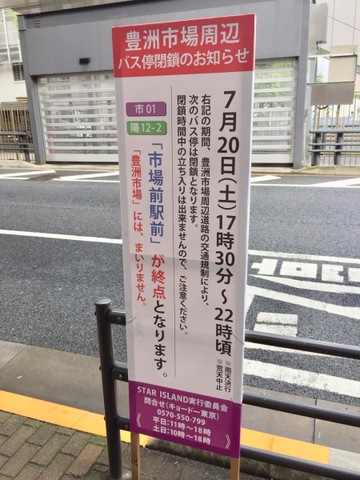 豊洲市場周辺
バス停閉鎖のお知らせ
7月20日(土)17時30分～22時頃
※雨天決行
※荒天中止
右記の期間、豊洲市場周辺道路の交通規制により、
次のバス停は閉鎖となります。
閉鎖時間中の立ち入りは出来ませんので、ご注意ください。
市01
陽12-2
「市場前駅前」が終点となります。
「豊洲市場」には、まいりません。
STAR ISLAND実行委員会
問合せ(キョードー東京)
0570-550-799
平日:11時～18時
土日:10時～18時